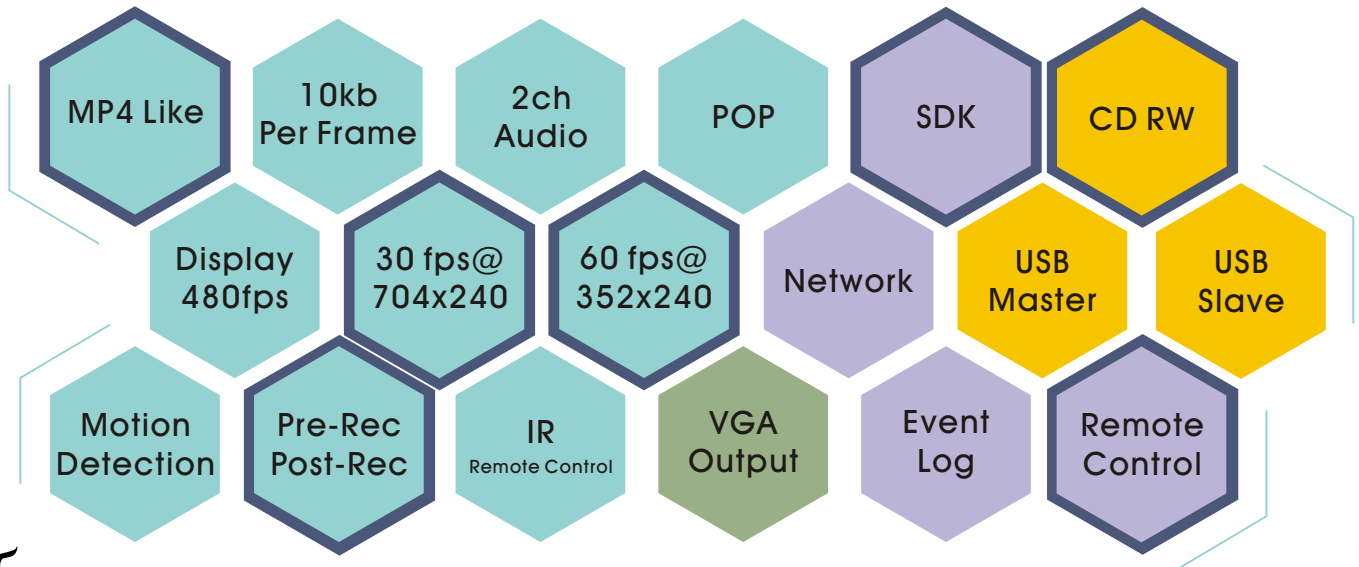 MP4 Like
10kb
Per Frame
2ch
Audio
POP
SDK
CD RW
Display
480fps
30 fps@
704x240
60 fps@
352x240
Network
USB
Master
USB
Slave
Motion
Detection
Pre-Rec
Post-Rec
IR
Remote Control
VGA
Output
Event
Log
Remote
Control